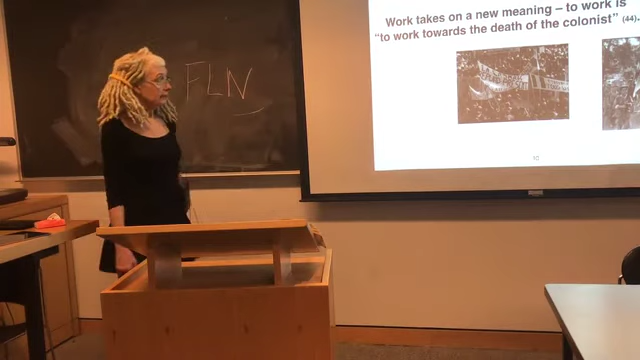 FLN
Work takes on a new meaning – to work is
"to work towards the death of the colonist" (44).
10